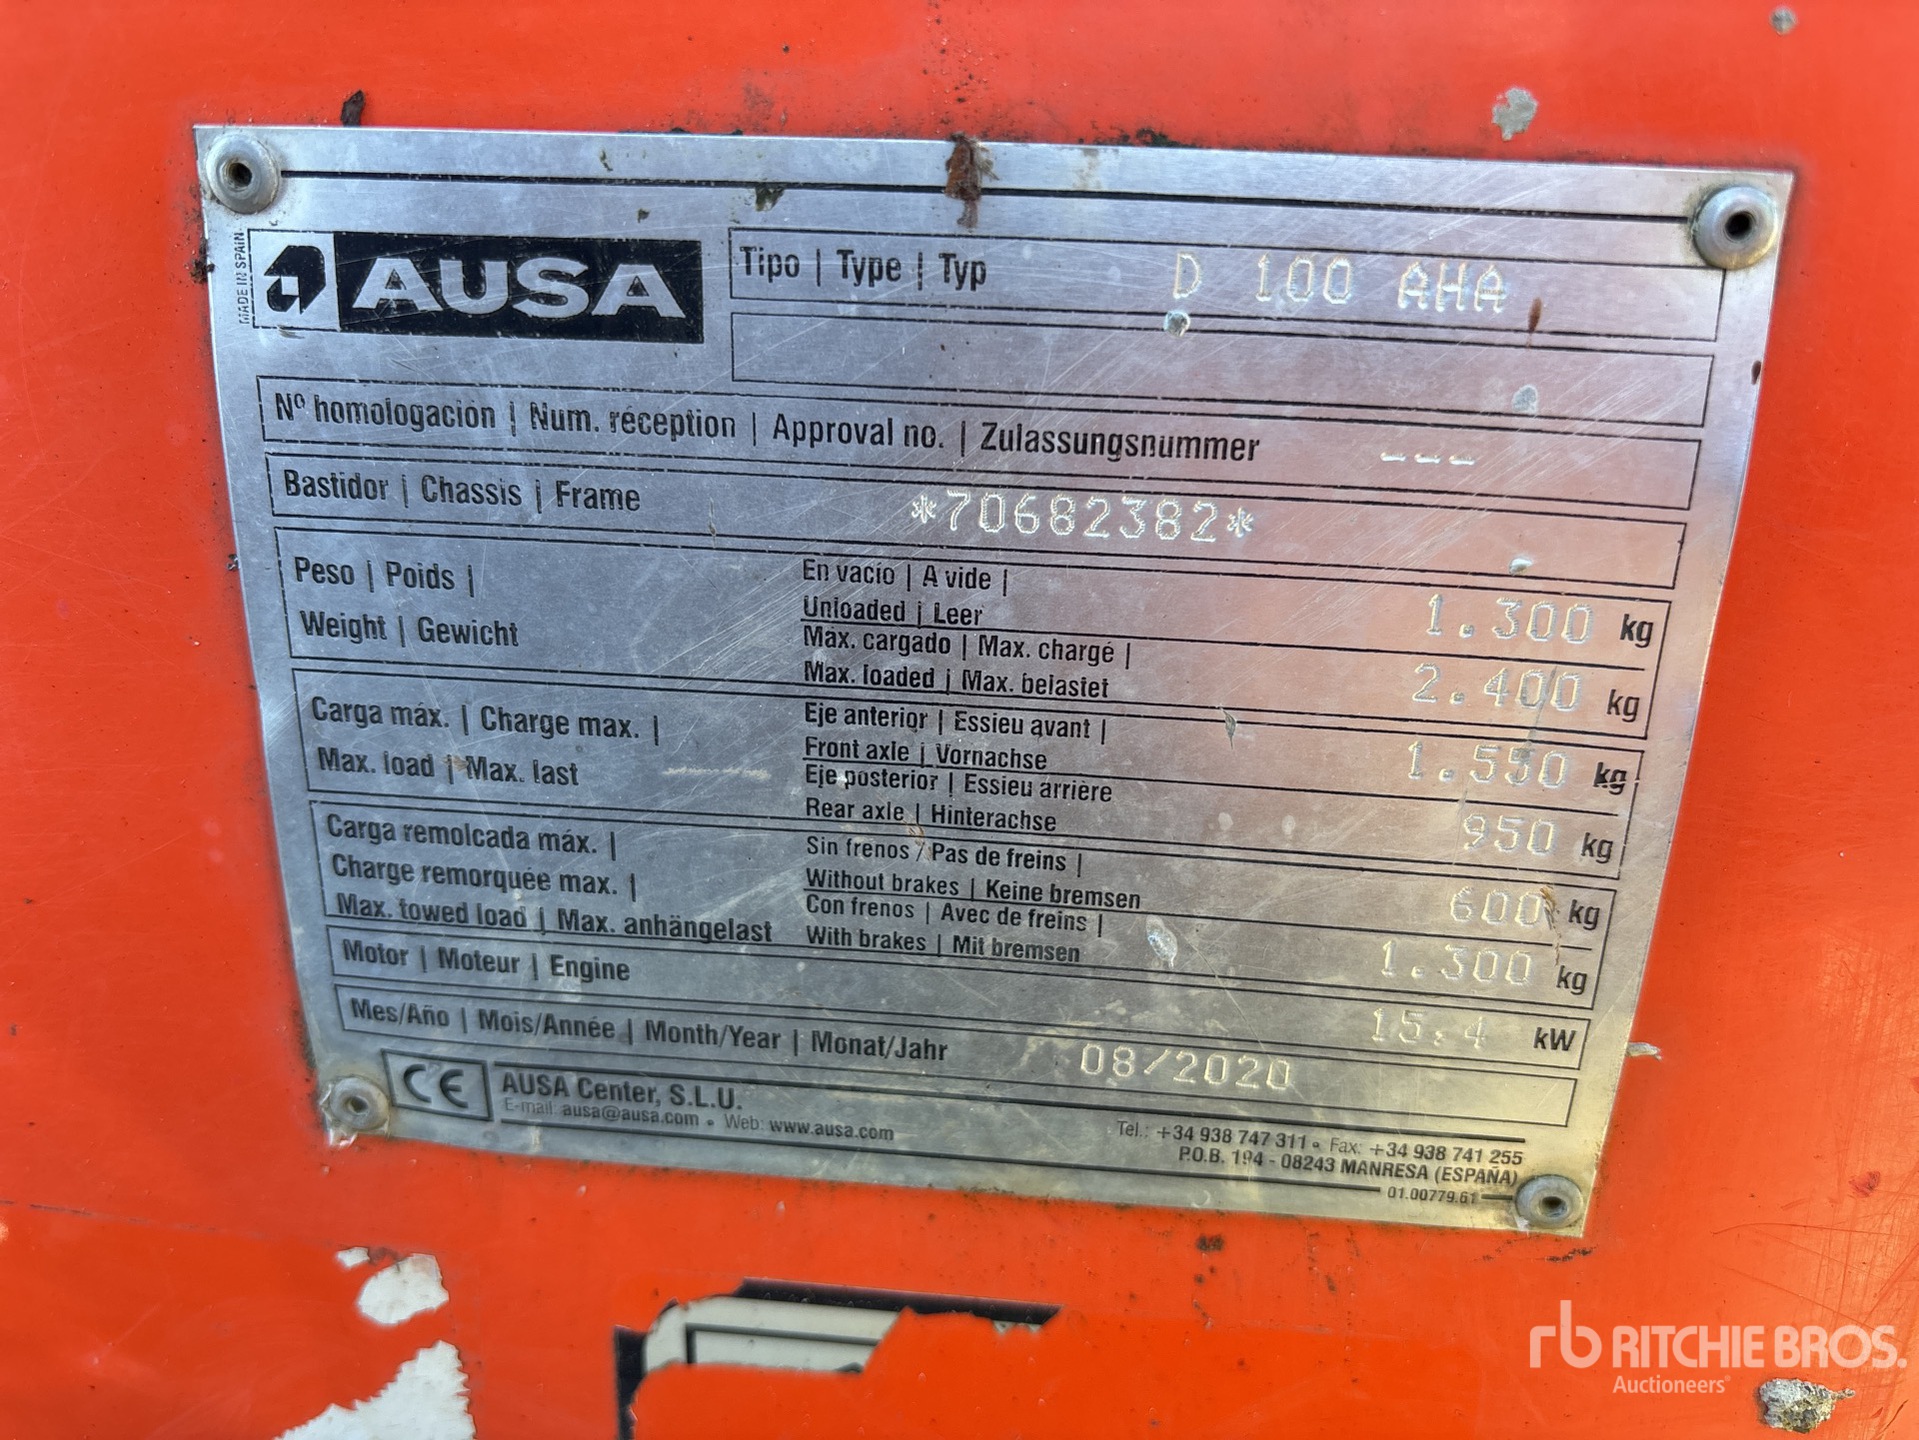 MADE IN SPAIN
AUSA
Tipo | Type | Typ D 100 AHA
Nº homologación | Num. réception | Approval no. | Zulassungsnummer ---
Bastidor | Chassis | Frame *70682382*
Peso | Poids |
Weight | Gewicht
En vacío | A vide |
Unloaded | Leer 1.300 kg
Máx. cargado | Max. chargé |
Max. loaded | Max. belastet 2.400 kg
Carga máx. | Charge max. |
Max. load | Max. last
Eje anterior | Essieu avant |
Front axle | Vornachse 1.550 kg
Eje posterior | Essieu arrière
Rear axle | Hinterachse 950 kg
Carga remolcada máx. |
Charge remorquée max. |
Max. towed load | Max. anhängelast
Sin frenos / Pas de freins |
Without brakes | Keine bremsen 600 kg
Con frenos | Avec de freins |
With brakes | Mit bremsen 1.300 kg
Motor | Moteur | Engine 15.4 kW
Mes/Año | Mois/Année | Month/Year | Monat/Jahr 08/2020
CE
AUSA Center, S.L.U.
E-mail: ausa@ausa.com • Web: www.ausa.com
Tel.: +34 938 747 311 • Fax: +34 938 741 255
P.O.B. 194 - 08243 MANRESA (ESPAÑA)
01.00779.61
rb RITCHIE BROS.
Auctioneers